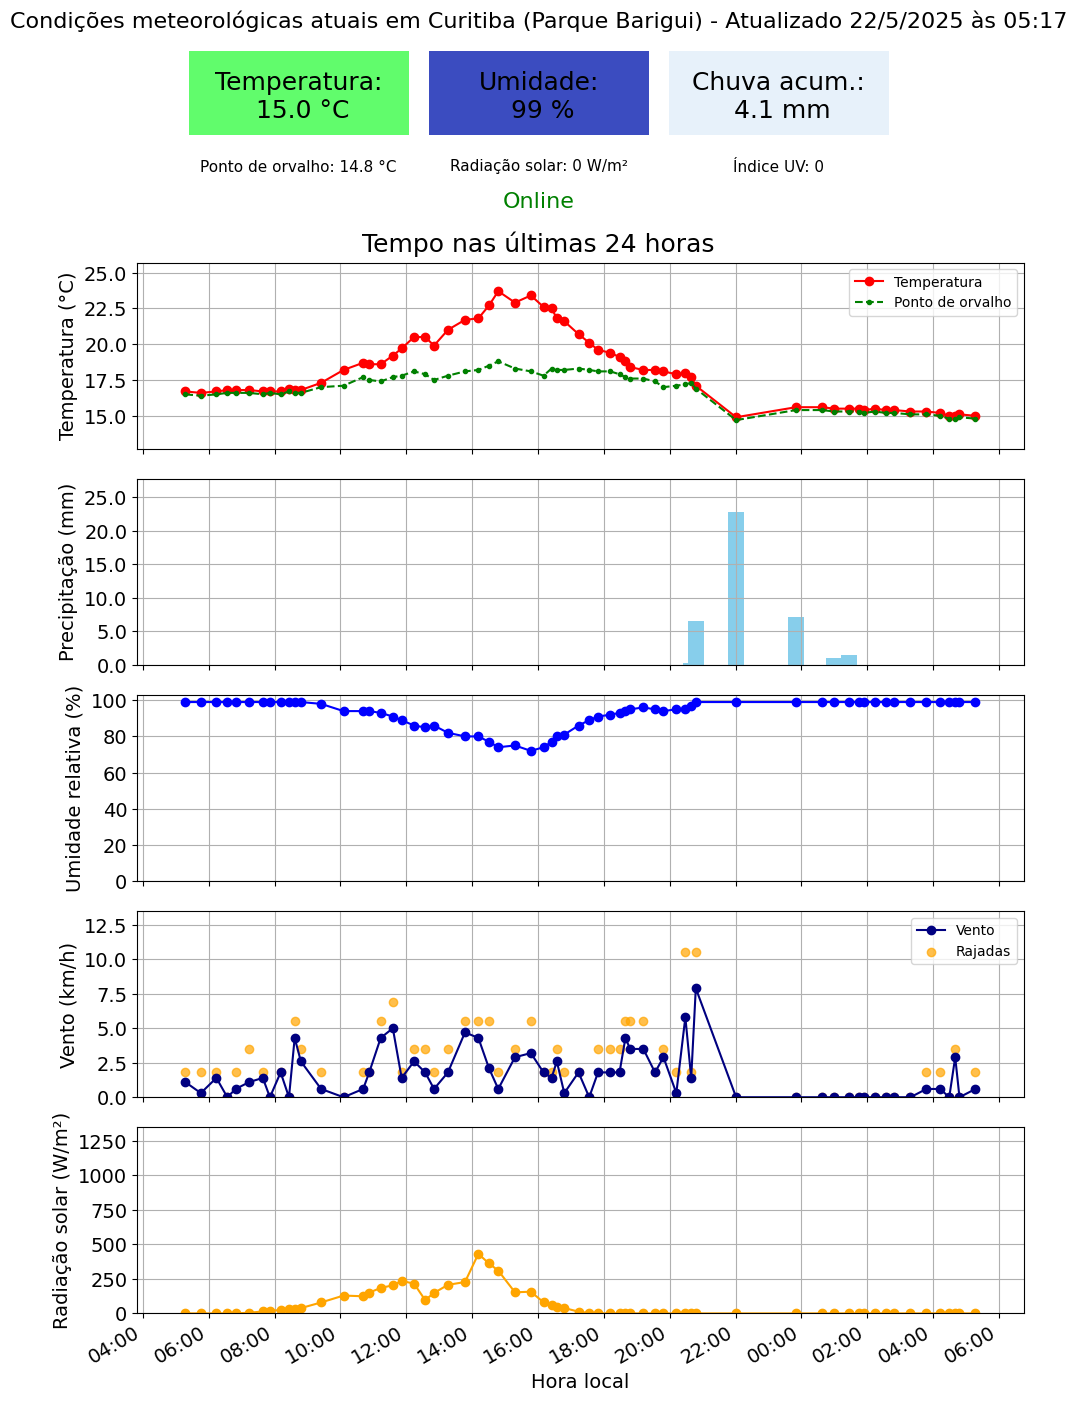 Condições meteorológicas atuais em Curitiba (Parque Barigui) - Atualizado 22/5/2025 às 05:17
Temperatura:
15.0 °C
Umidade:
99 %
Chuva acum.:
4.1 mm
Ponto de orvalho: 14.8 °C
Radiação solar: 0 W/m²
Índice UV: 0
Online
Tempo nas últimas 24 horas
Temperatura (°C)
25.0
22.5
20.0
17.5
15.0
Temperatura
Ponto de orvalho
Precipitação (mm)
25.0
20.0
15.0
10.0
5.0
0.0
Umidade relativa (%)
100
80
60
40
20
0
Vento (km/h)
12.5
10.0
7.5
5.0
2.5
0.0
Vento
Rajadas
Radiação solar (W/m²)
1250
1000
750
500
250
0
04:00 06:00 08:00 10:00 12:00 14:00 16:00 18:00 20:00 22:00 00:00 02:00 04:00 06:00
Hora local